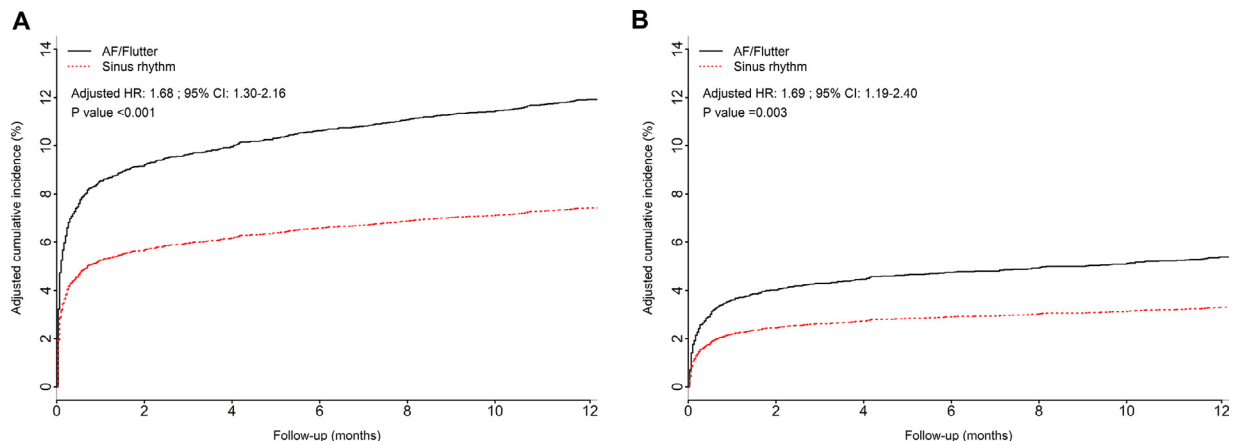 A
AF/Flutter
Sinus rhythm
Adjusted HR: 1.68 ; 95% CI: 1.30-2.16
P value <0.001
Adjusted cumulative incidence (%)
14
12
10
8
6
4
2
0
0 2 4 6 8 10 12
Follow-up (months)
B
AF/Flutter
Sinus rhythm
Adjusted HR: 1.69 ; 95% CI: 1.19-2.40
P value =0.003
Adjusted cumulative incidence (%)
14
12
10
8
6
4
2
0
0 2 4 6 8 10 12
Follow-up (months)